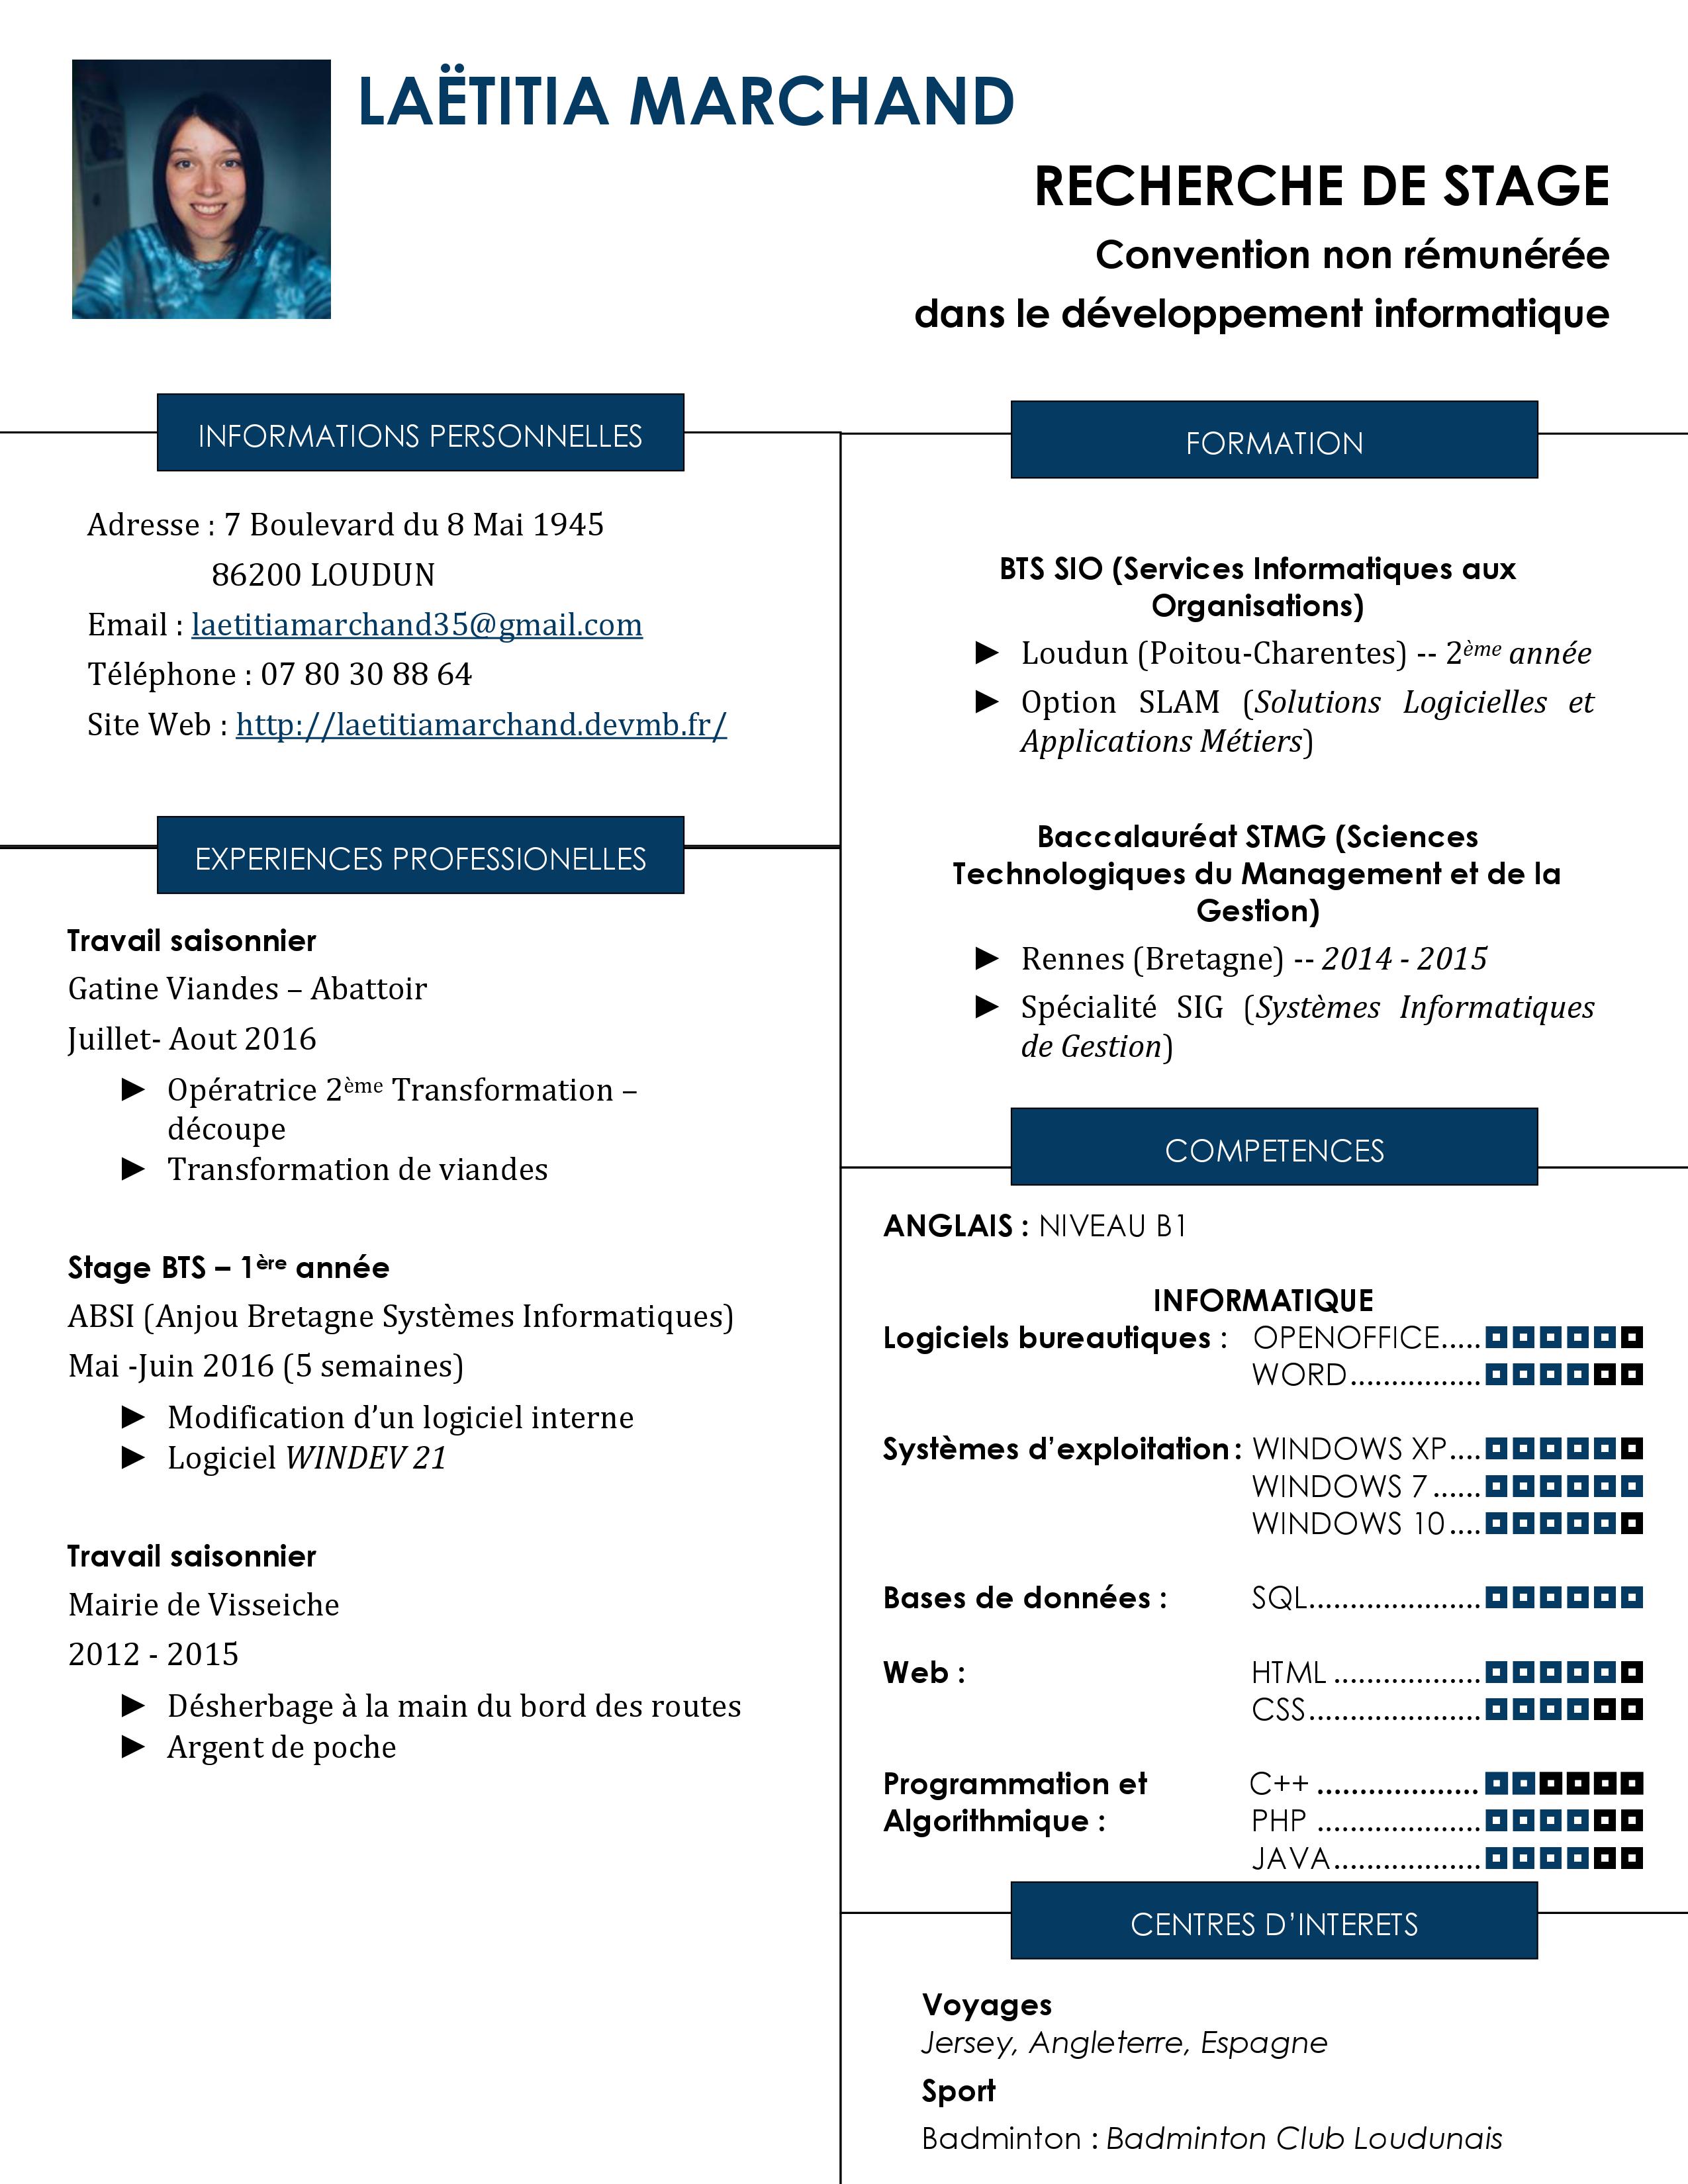 LAËTITIA MARCHAND
RECHERCHE DE STAGE
Convention non rémunérée
dans le développement informatique
INFORMATIONS PERSONNELLES
Adresse : 7 Boulevard du 8 Mai 1945
86200 LOUDUN
Email : laetitiamarchand35@gmail.com
Téléphone : 07 80 30 88 64
Site Web : http://laetitiamarchand.devmb.fr/
EXPERIENCES PROFESSIONELLES
Travail saisonnier
Gatine Viandes – Abattoir
Juillet- Aout 2016
► Opératrice 2ème Transformation –
découpe
► Transformation de viandes
Stage BTS – 1ère année
ABSI (Anjou Bretagne Systèmes Informatiques)
Mai -Juin 2016 (5 semaines)
► Modification d’un logiciel interne
► Logiciel WINDEV 21
Travail saisonnier
Mairie de Visseiche
2012 - 2015
► Désherbage à la main du bord des routes
► Argent de poche
FORMATION
BTS SIO (Services Informatiques aux
Organisations)
► Loudun (Poitou-Charentes) -- 2ème année
► Option SLAM (Solutions Logicielles et
Applications Métiers)
Baccalauréat STMG (Sciences
Technologiques du Management et de la
Gestion)
► Rennes (Bretagne) -- 2014 - 2015
► Spécialité SIG (Systèmes Informatiques
de Gestion)
COMPETENCES
ANGLAIS : NIVEAU B1
INFORMATIQUE
Logiciels bureautiques : OPENOFFICE.....
WORD................
Systèmes d’exploitation : WINDOWS XP....
WINDOWS 7......
WINDOWS 10....
Bases de données : SQL.....................
Web : HTML ..................
CSS.....................
Programmation et C++ ...................
Algorithmique : PHP ....................
JAVA..................
CENTRES D’INTERETS
Voyages
Jersey, Angleterre, Espagne
Sport
Badminton : Badminton Club Loudunais